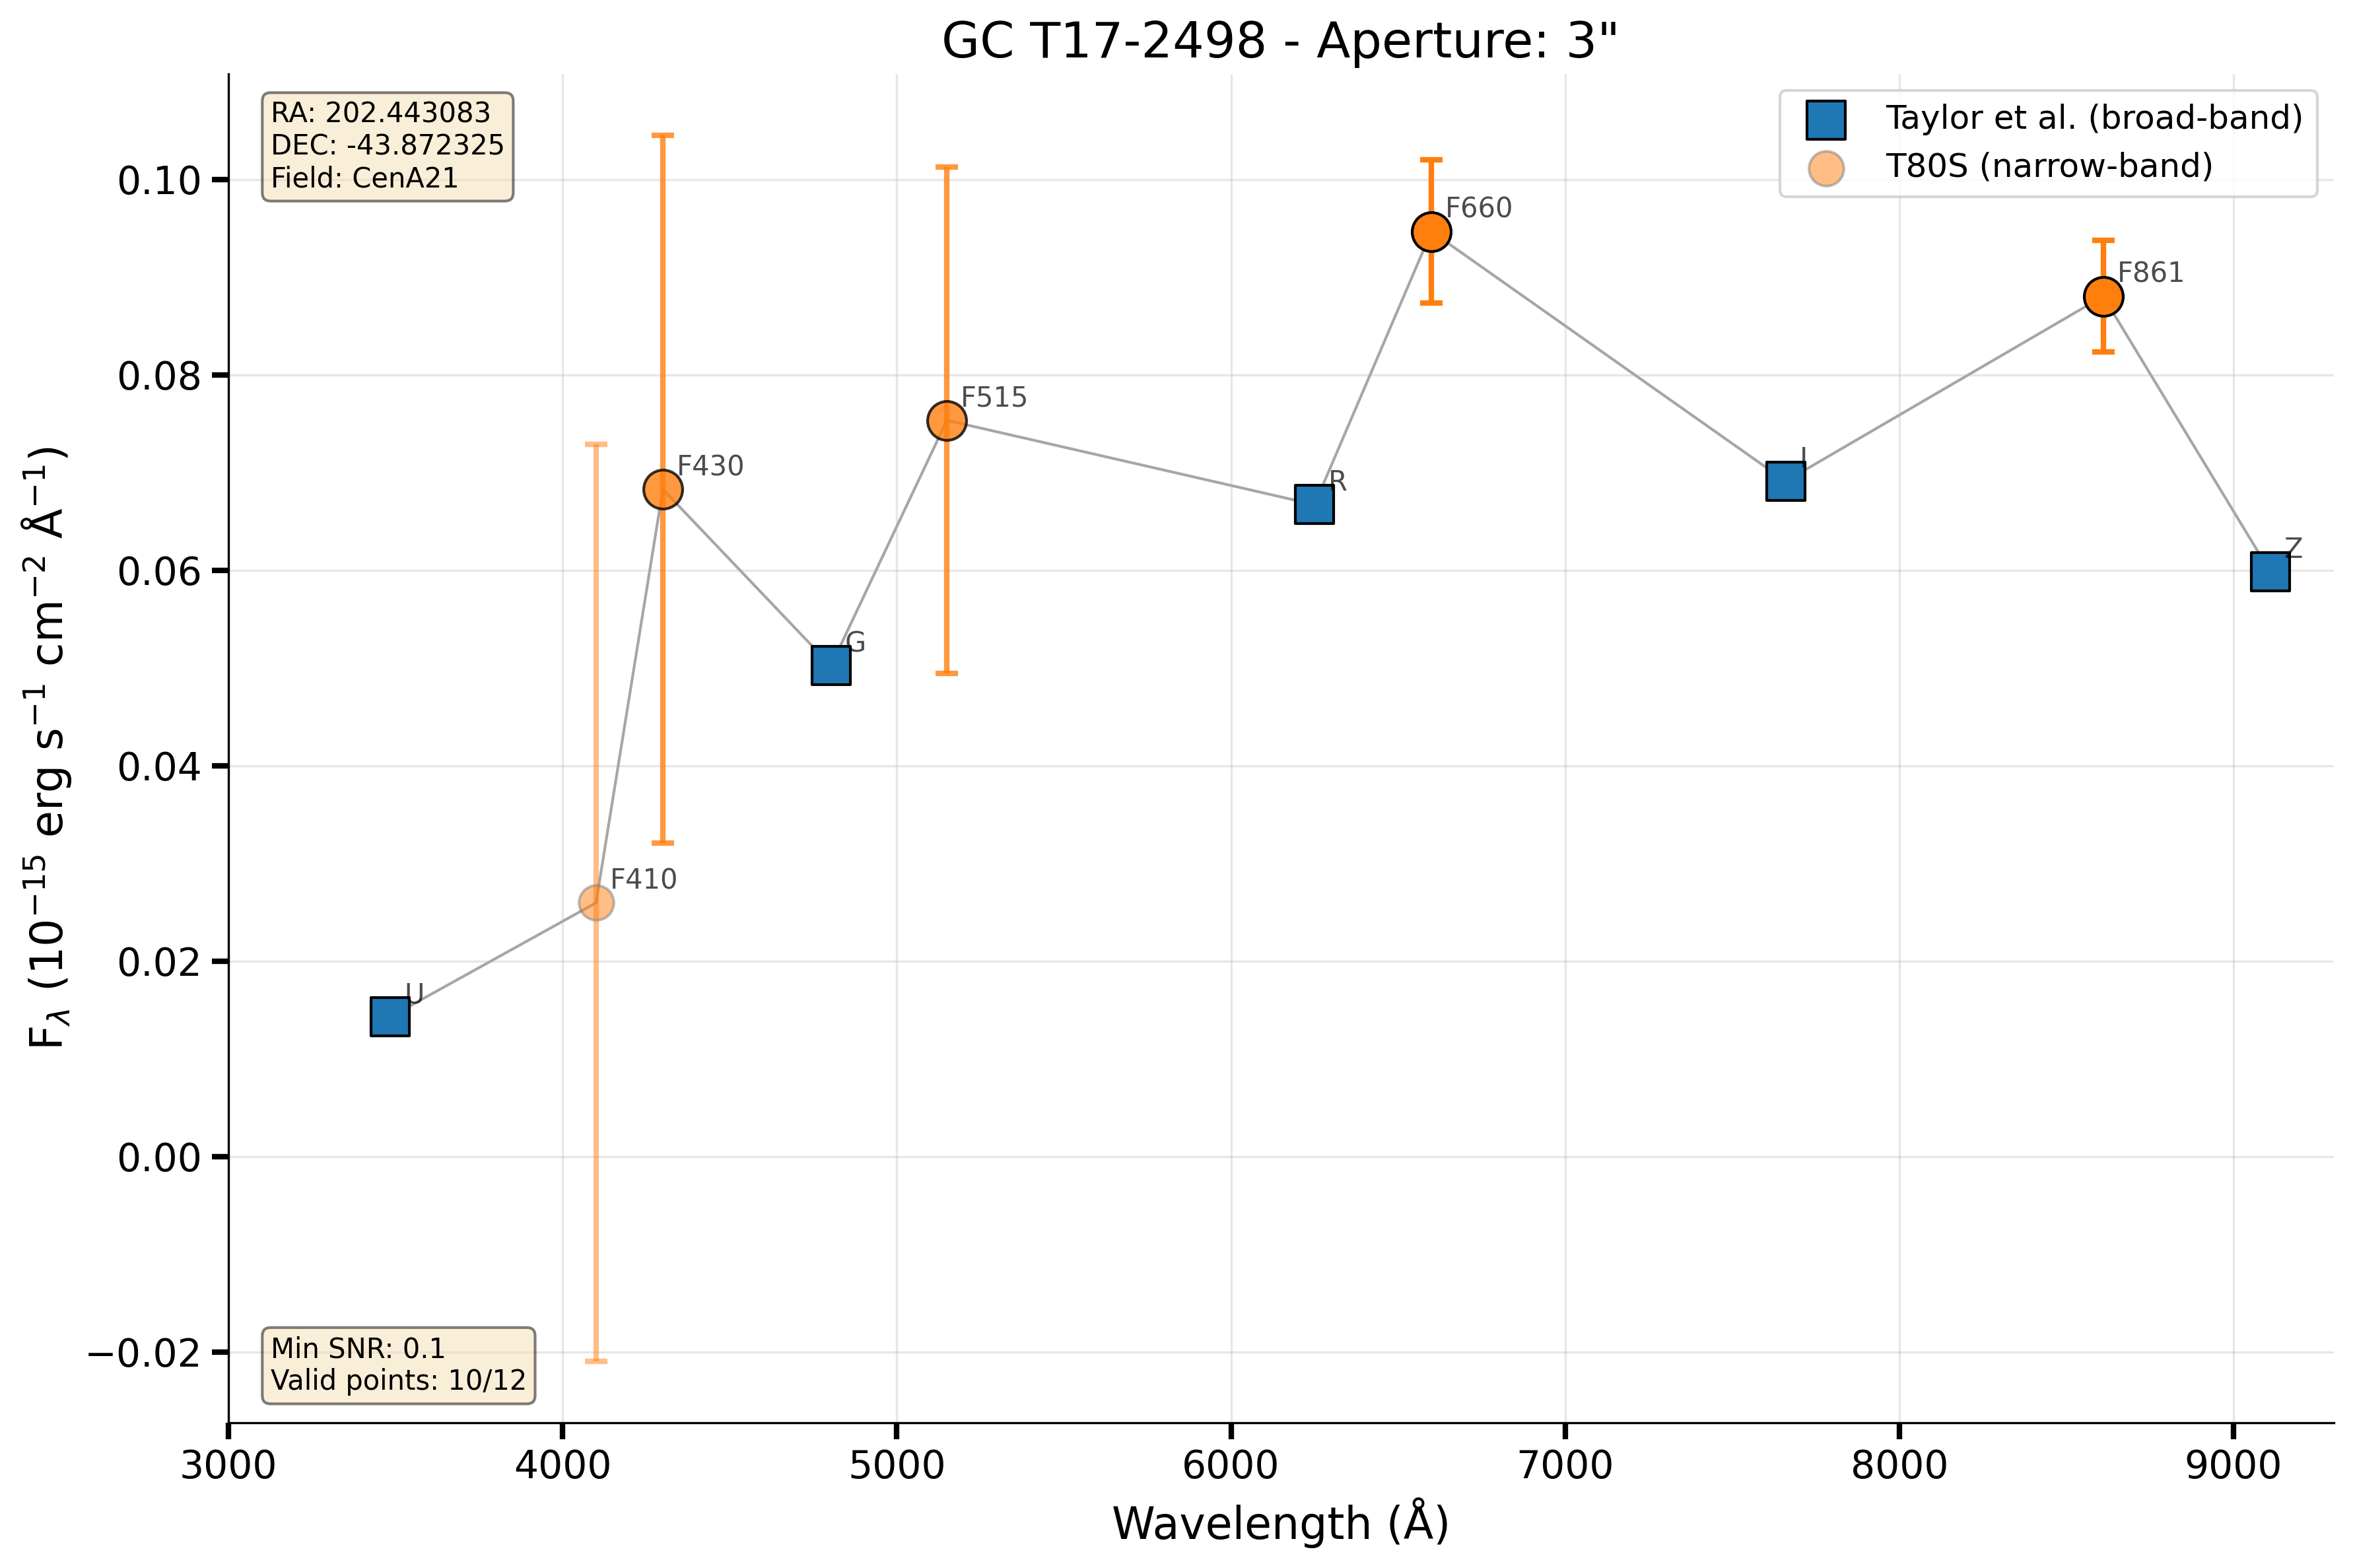 GC T17-2498 - Aperture: 3"
RA: 202.443083
DEC: -43.872325
Field: CenA21
Taylor et al. (broad-band)
T80S (narrow-band)
F660
F861
F515
F430
I
R
Z
G
F410
U
Min SNR: 0.1
Valid points: 10/12
0.10
0.08
0.06
0.04
0.02
0.00
−0.02
F$_{λ}$ (10$^{−15}$ erg s$^{−1}$ cm$^{−2}$ Å$^{−1}$)
3000 4000 5000 6000 7000 8000 9000
Wavelength (Å)